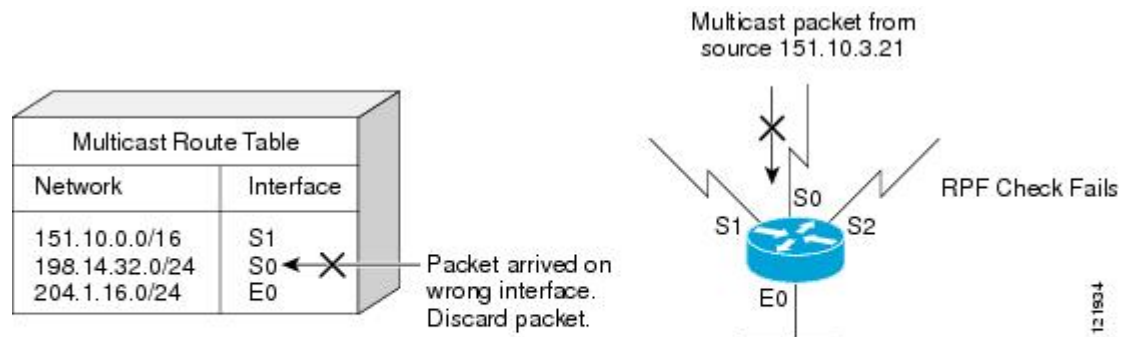 Multicast Route Table
Network Interface
151.10.0.0/16 S1
198.14.32.0/24 S0
204.1.16.0/24 E0
Packet arrived on
wrong interface.
Discard packet.
Multicast packet from
source 151.10.3.21
RPF Check Fails
S0
S1 S2
E0
121934